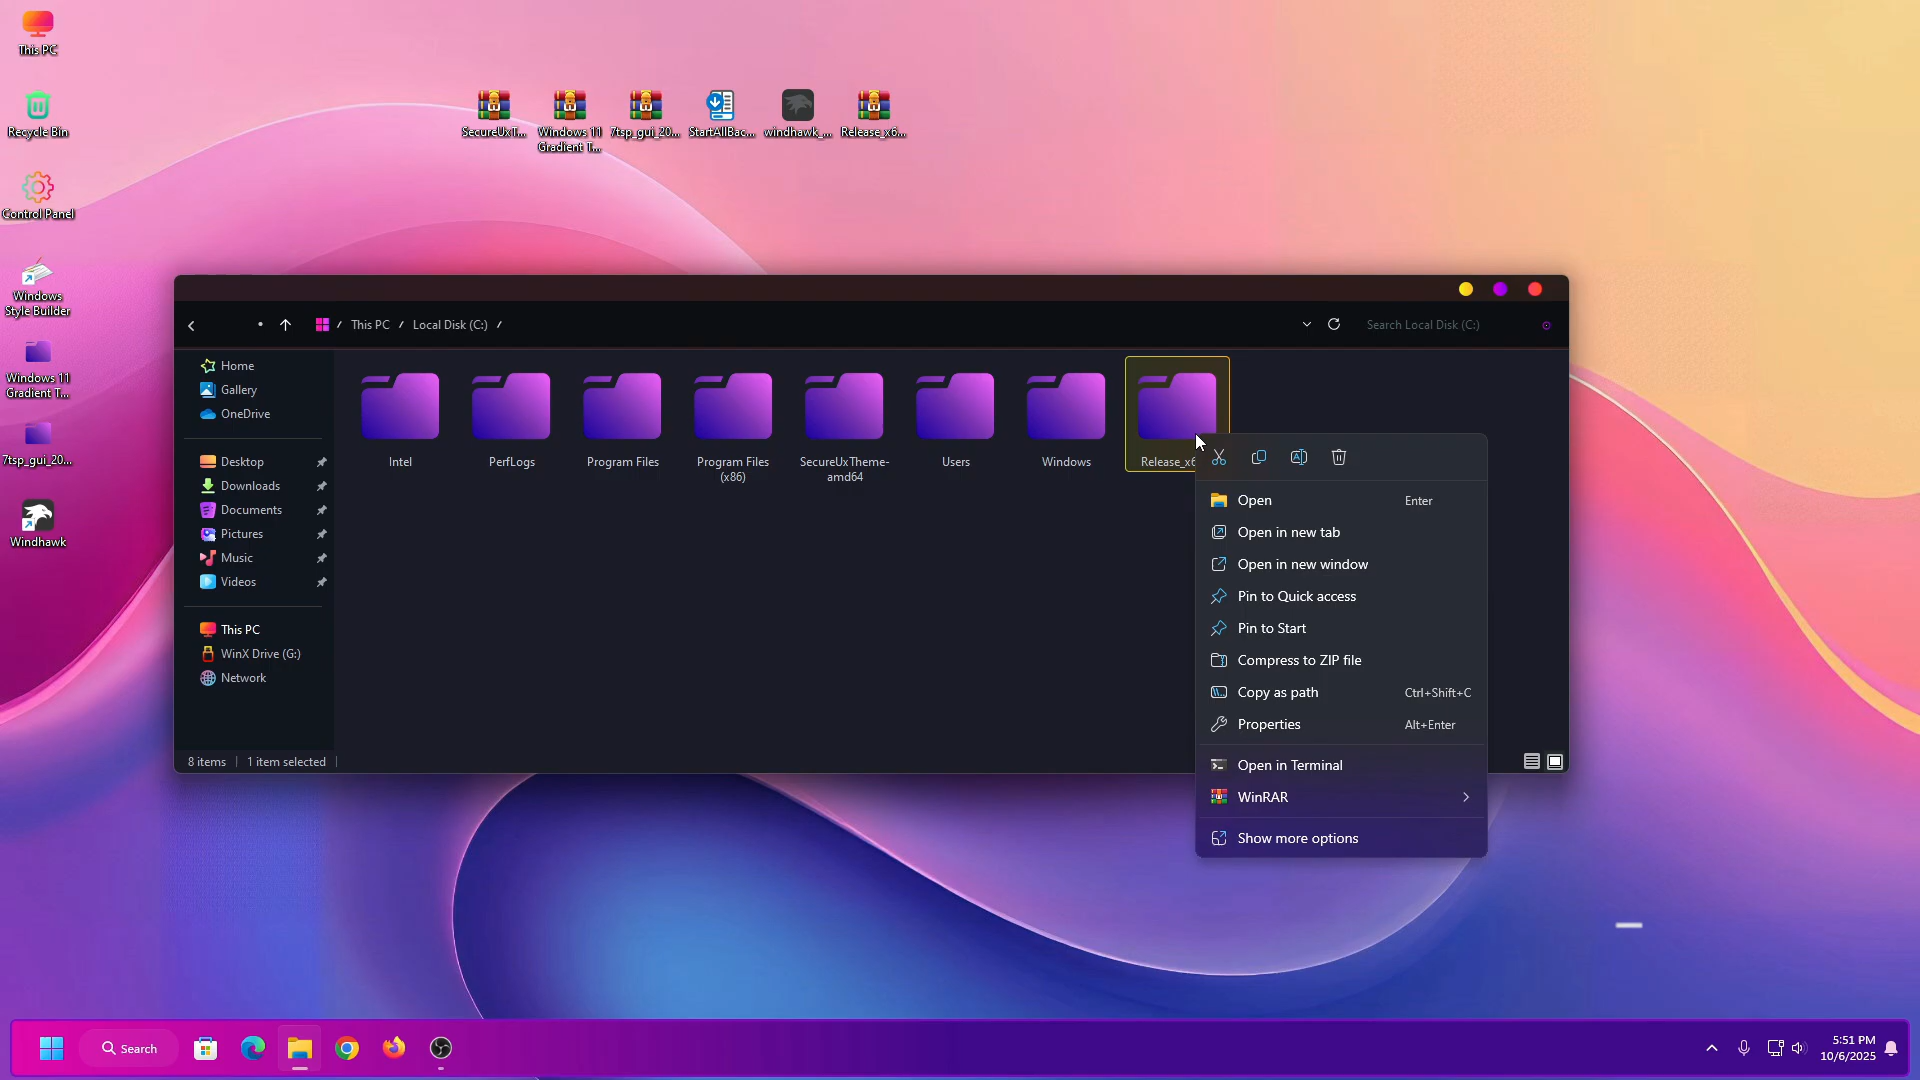 This PC
Recycle Bin
Control Panel
Windows
Style Builder
Windows 11
Gradient T...
7tsp_gui_20...
Windhawk
SecureUxT...
Windows 11
Gradient T...
7tsp_gui_20...
StartAllBac...
windhawk_...
Release_x6...
/ This PC / Local Disk (C:) /
Search Local Disk (C:)
Home
Gallery
OneDrive
Desktop
Downloads
Documents
Pictures
Music
Videos
This PC
WinX Drive (G:)
Network
Intel
PerfLogs
Program Files
Program Files
(x86)
SecureUxTheme-
amd64
Users
Windows
Release_x6
Open Enter
Open in new tab
Open in new window
Pin to Quick access
Pin to Start
Compress to ZIP file
Copy as path Ctrl+Shift+C
Properties Alt+Enter
Open in Terminal
WinRAR
Show more options
8 items
1 item selected
Search
5:51 PM
10/6/2025